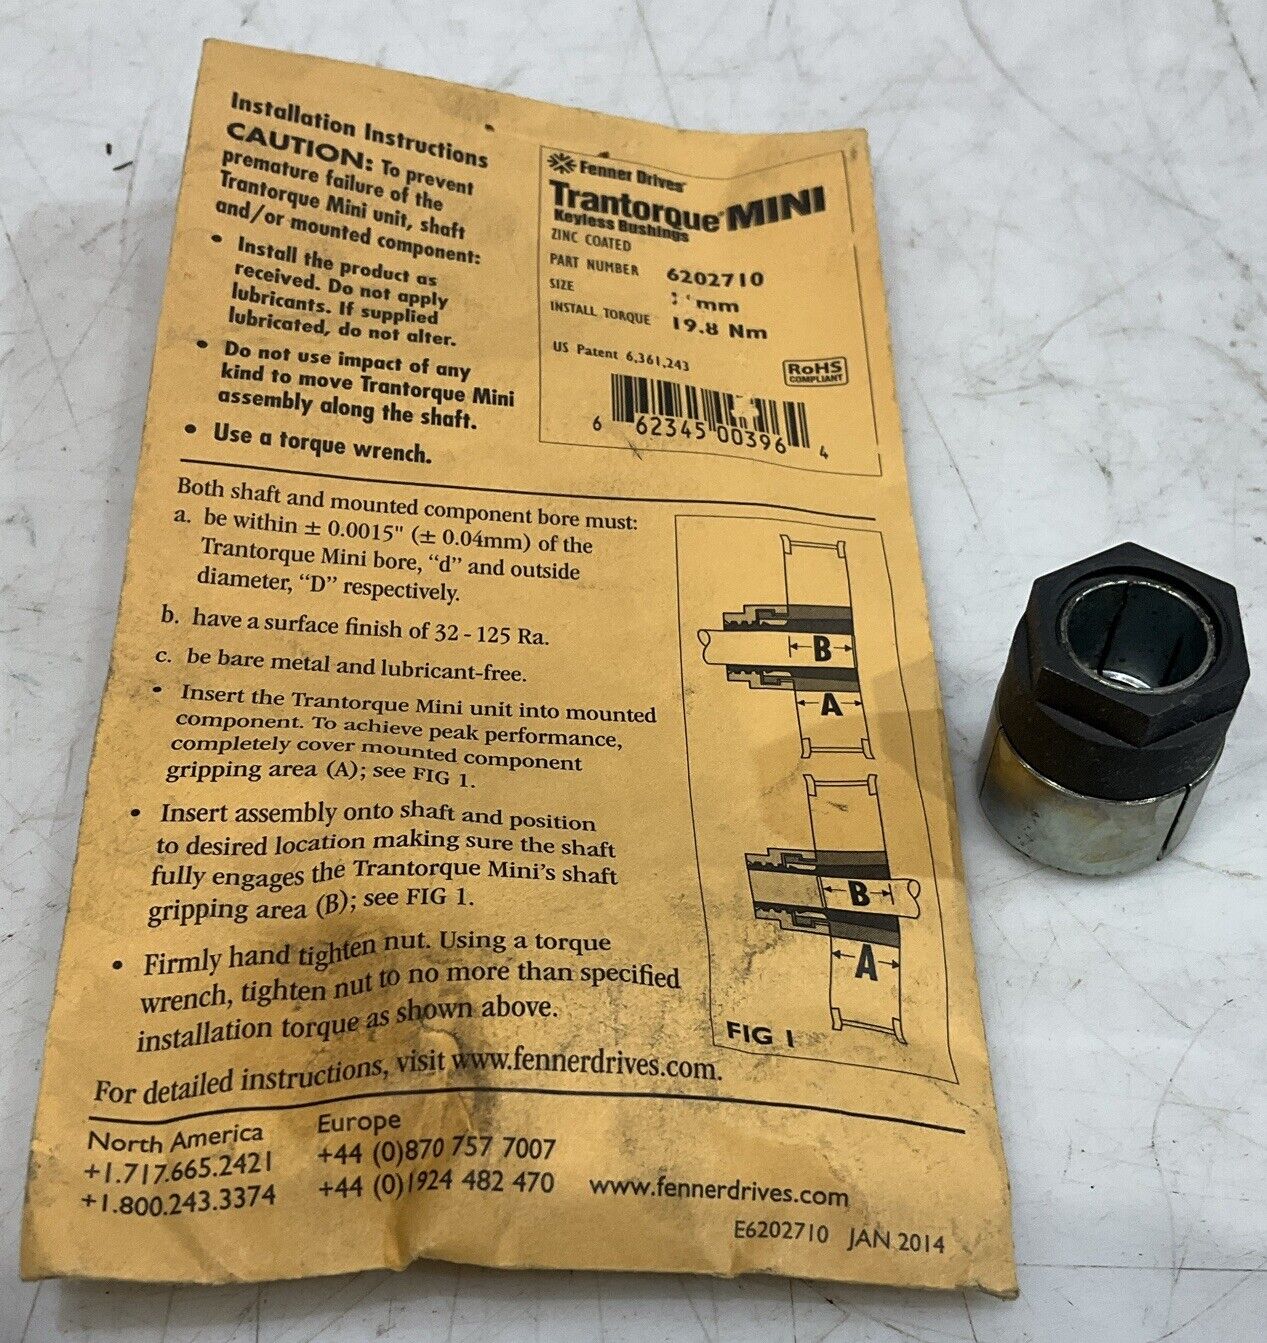 Installation Instructions
CAUTION: To prevent
premature failure of the
Trantorque Mini unit, shaft
and/or mounted component:
• Install the product as
received. Do not apply
lubricants. If supplied
lubricated, do not alter.
• Do not use impact of any
kind to move Trantorque Mini
assembly along the shaft.
• Use a torque wrench.
Fenner Drives
Trantorque® MINI
Keyless Bushings
ZINC COATED
PART NUMBER 6202710
SIZE mm
INSTALL TORQUE 19.8 Nm
US Patent 6,361,243
RoHS
COMPLIANT
6 62345 00396 4
Both shaft and mounted component bore must:
a. be within ± 0.0015" (± 0.04mm) of the
Trantorque Mini bore, “d” and outside
diameter, “D” respectively.
b. have a surface finish of 32 - 125 Ra.
c. be bare metal and lubricant-free.
• Insert the Trantorque Mini unit into mounted
component. To achieve peak performance,
completely cover mounted component
gripping area (A); see FIG 1.
• Insert assembly onto shaft and position
to desired location making sure the shaft
fully engages the Trantorque Mini’s shaft
gripping area (B); see FIG 1.
• Firmly hand tighten nut. Using a torque
wrench, tighten nut to no more than specified
installation torque as shown above.
B
A
B
A
FIG 1
For detailed instructions, visit www.fennerdrives.com.
North America
+1.717.665.2421
+1.800.243.3374
Europe
+44 (0)870 757 7007
+44 (0)1924 482 470
www.fennerdrives.com
E6202710 JAN 2014